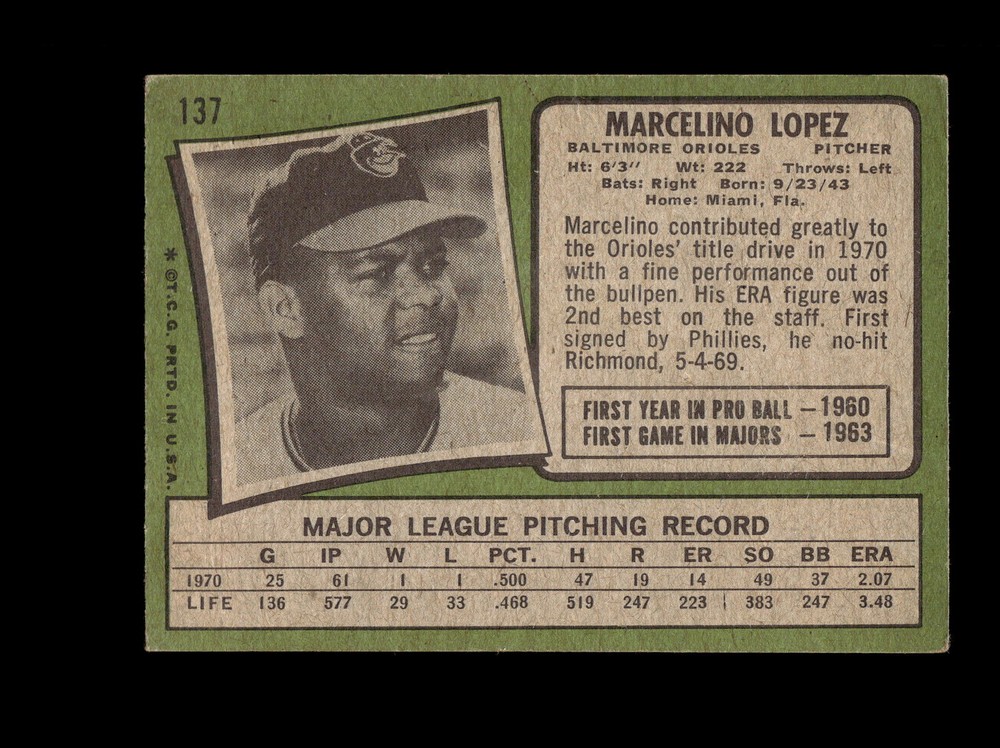 137
MARCELINO LOPEZ
BALTIMORE ORIOLES PITCHER
Ht: 6'3" Wt: 222 Throws: Left
Bats: Right Born: 9/23/43
Home: Miami, Fla.
Marcelino contributed greatly to
the Orioles' title drive in 1970
with a fine performance out of
the bullpen. His ERA figure was
2nd best on the staff. First
signed by Phillies, he no-hit
Richmond, 5-4-69.
FIRST YEAR IN PRO BALL — 1960
FIRST GAME IN MAJORS — 1963
* ©T.C.G. PRTD. IN U.S.A.
MAJOR LEAGUE PITCHING RECORD
G IP W L PCT. H R ER SO BB ERA
1970 25 61 1 1 .500 47 19 14 49 37 2.07
LIFE 136 577 29 33 .468 519 247 223 383 247 3.48